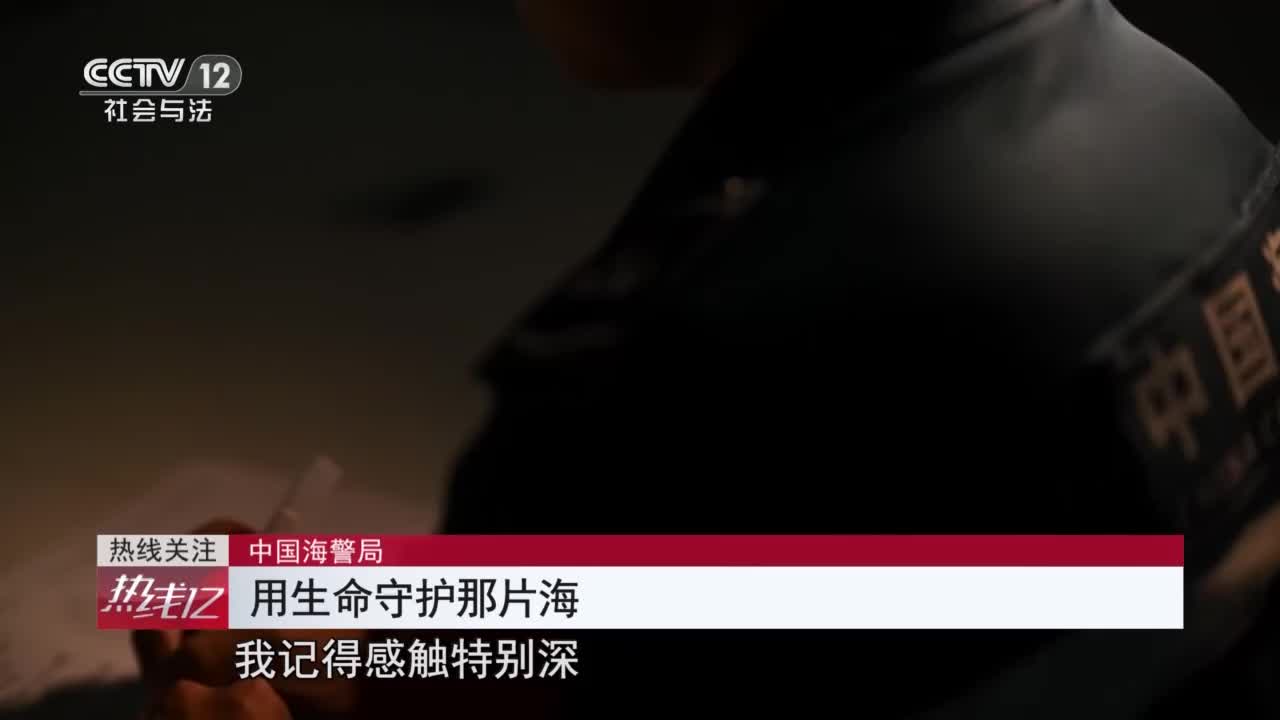 CCTV 12
社会与法
中国
热线关注
中国海警局
热线12
用生命守护那片海
我记得感触特别深